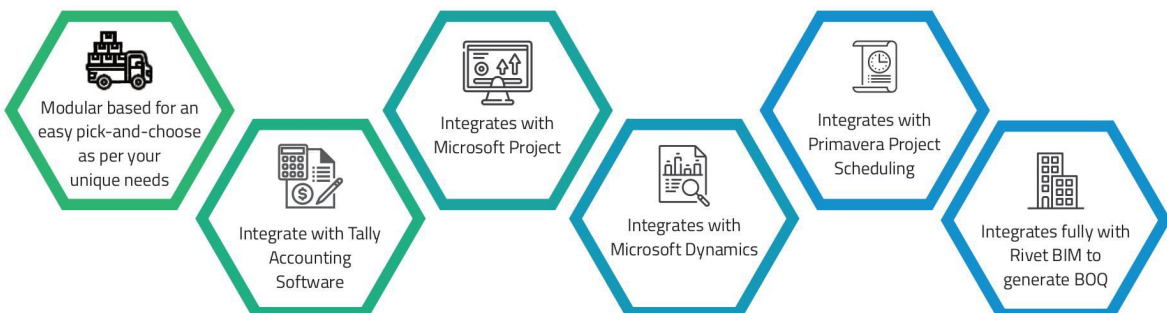 Modular based for an
easy pick-and-choose
as per your
unique needs
Integrate with Tally
Accounting
Software
Integrates with
Microsoft Project
Integrates with
Microsoft Dynamics
Integrates with
Primavera Project
Scheduling
Integrates fully with
Rivet BIM to
generate BOQ